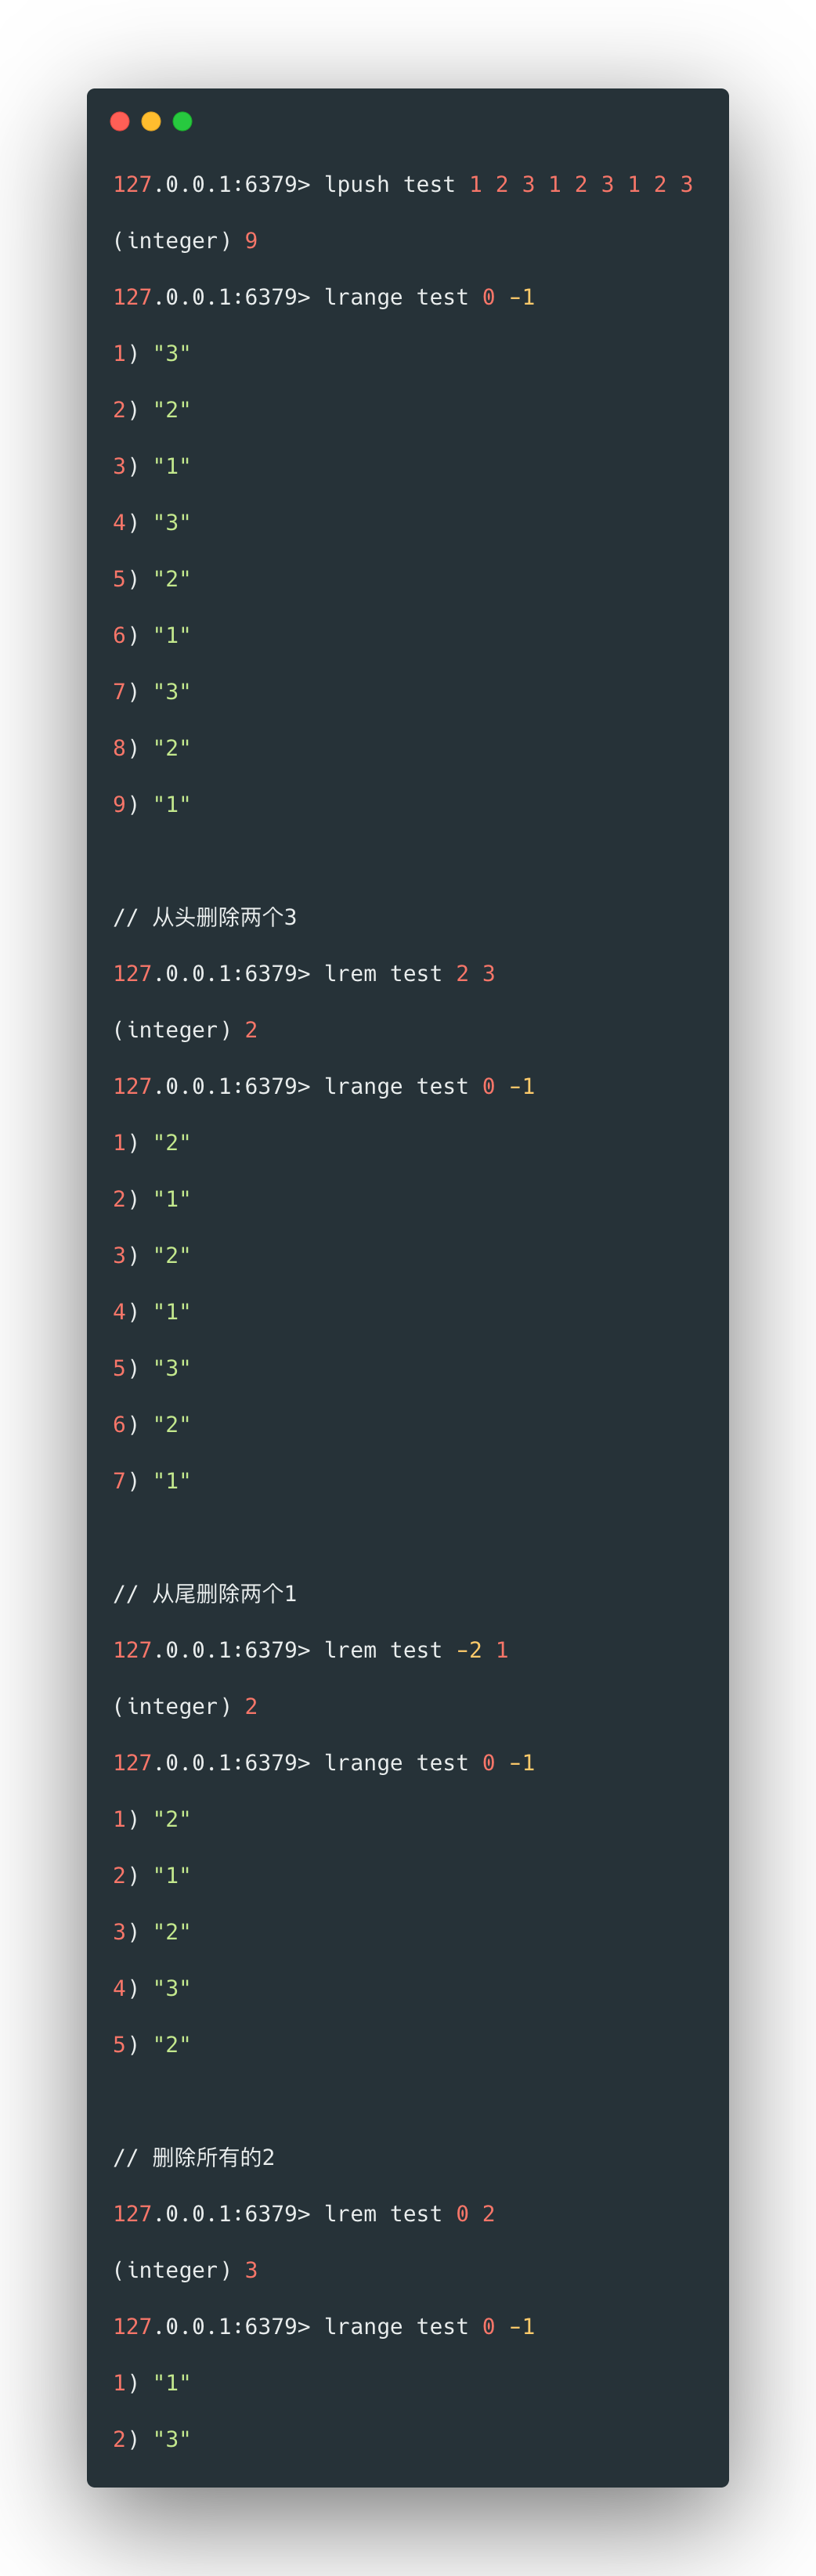 127.0.0.1:6379> lpush test 1 2 3 1 2 3 1 2 3
(integer) 9
127.0.0.1:6379> lrange test 0 -1
1) "3"
2) "2"
3) "1"
4) "3"
5) "2"
6) "1"
7) "3"
8) "2"
9) "1"
// 从头删除两个3
127.0.0.1:6379> lrem test 2 3
(integer) 2
127.0.0.1:6379> lrange test 0 -1
1) "2"
2) "1"
3) "2"
4) "1"
5) "3"
6) "2"
7) "1"
// 从尾删除两个1
127.0.0.1:6379> lrem test -2 1
(integer) 2
127.0.0.1:6379> lrange test 0 -1
1) "2"
2) "1"
3) "2"
4) "3"
5) "2"
// 删除所有的2
127.0.0.1:6379> lrem test 0 2
(integer) 3
127.0.0.1:6379> lrange test 0 -1
1) "1"
2) "3"